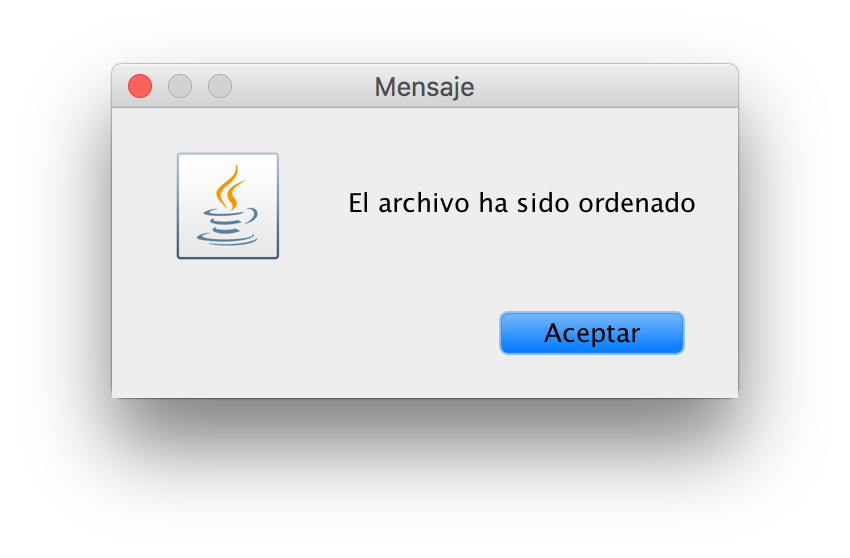 Mensaje
El archivo ha sido ordenado
Aceptar